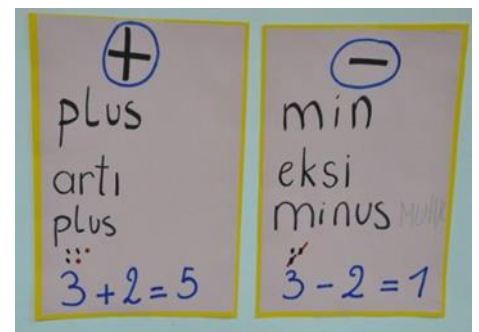 +
plus
artı
plus
3 + 2 = 5
−
min
eksi
minus
3 − 2 = 1